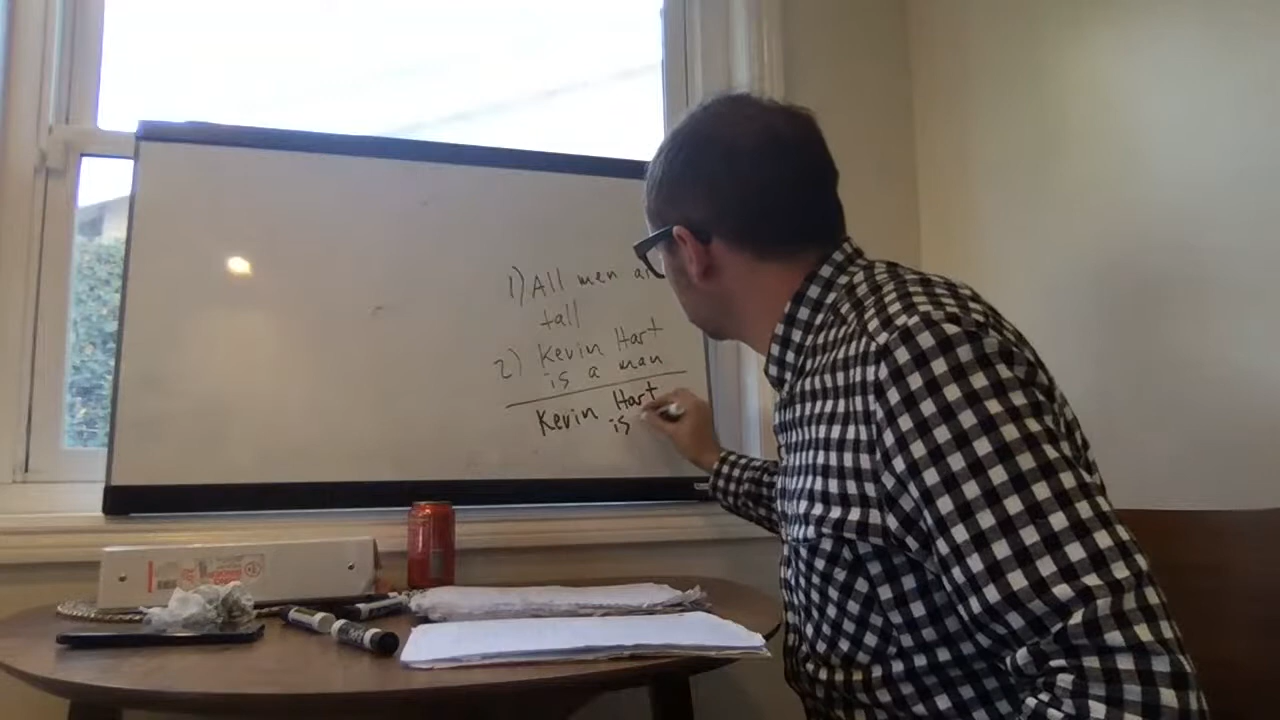 1) All men ar
tall
2) Kevin Hart
is a man
Kevin Hart
is